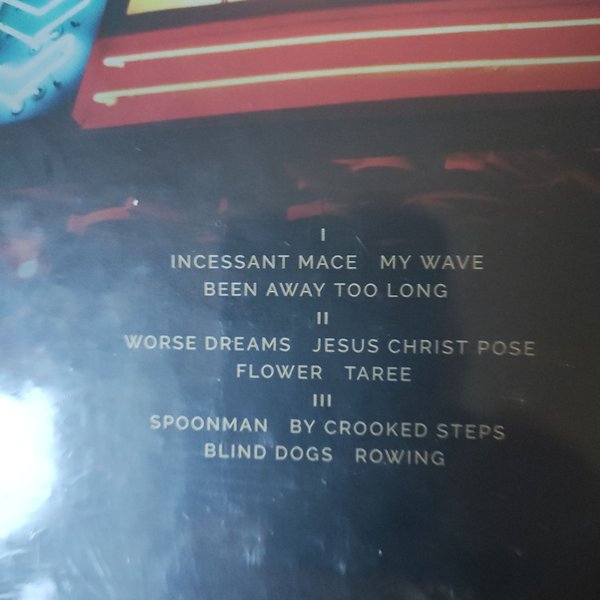 I
INCESSANT MACE MY WAVE
BEEN AWAY TOO LONG
II
WORSE DREAMS JESUS CHRIST POSE
FLOWER TAREE
III
SPOONMAN BY CROOKED STEPS
BLIND DOGS ROWING